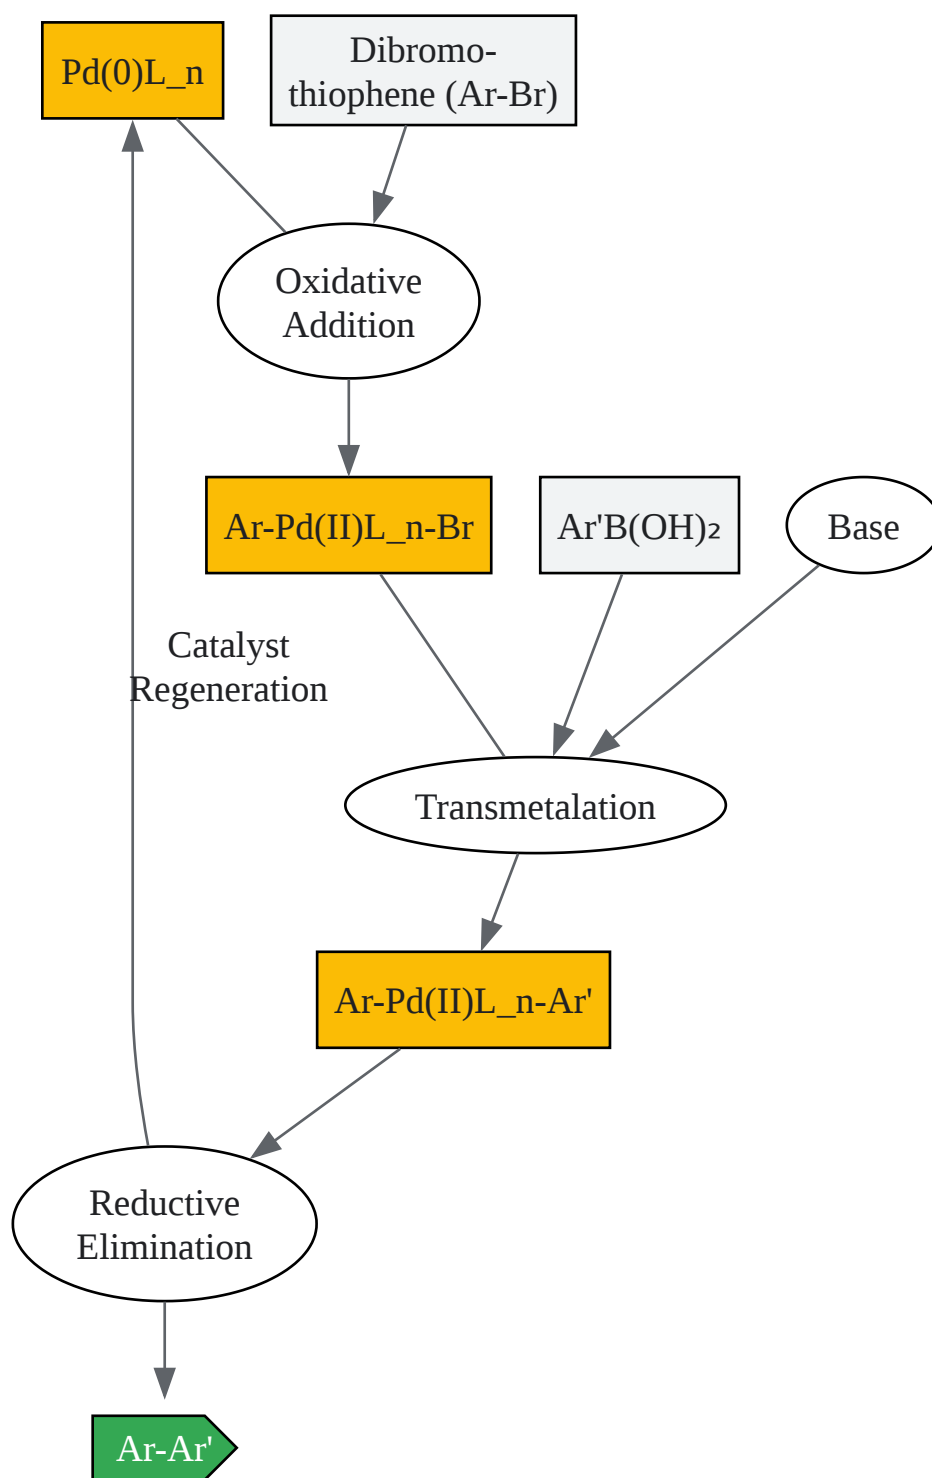 Pd(0)L_n
Dibromo-
thiophene (Ar-Br)
Oxidative
Addition
Ar-Pd(II)L_n-Br
Ar'B(OH)₂
Base
Catalyst
Regeneration
Transmetalation
Ar-Pd(II)L_n-Ar'
Reductive
Elimination
Ar-Ar'